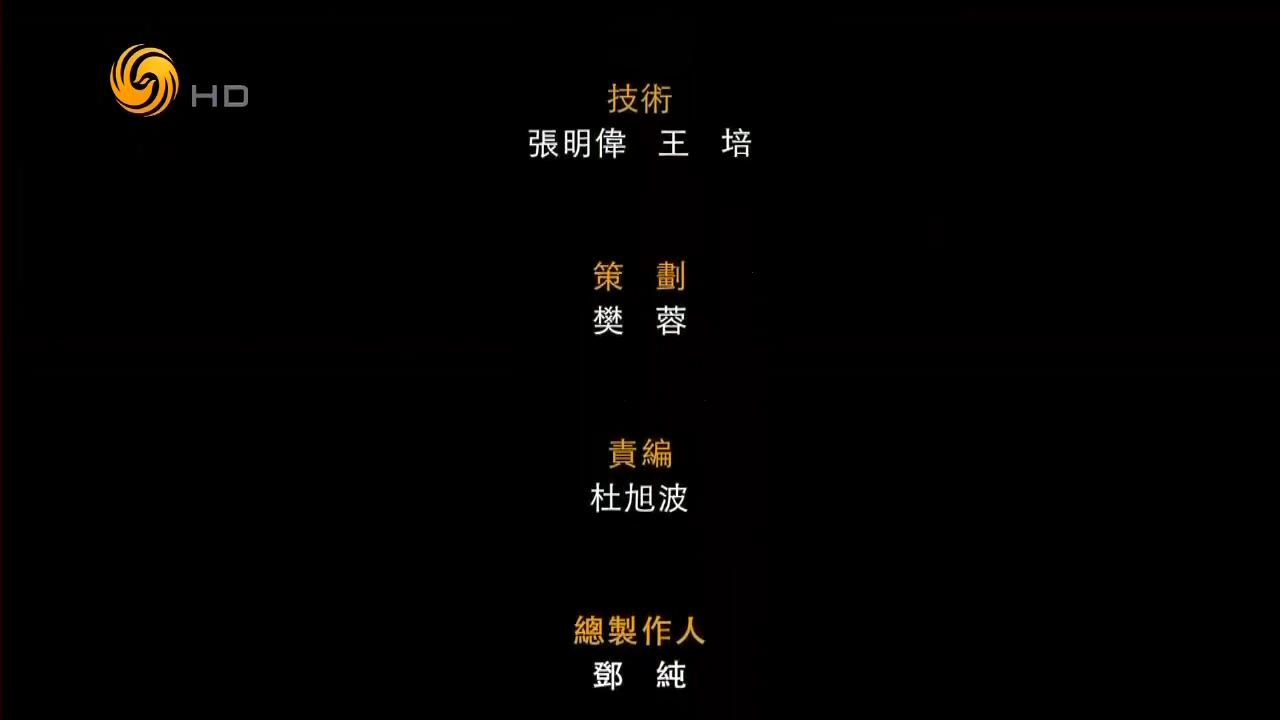 HD
技術
張明偉　王　培
策　劃
樊　蓉
責編
杜旭波
總製作人
鄧　純